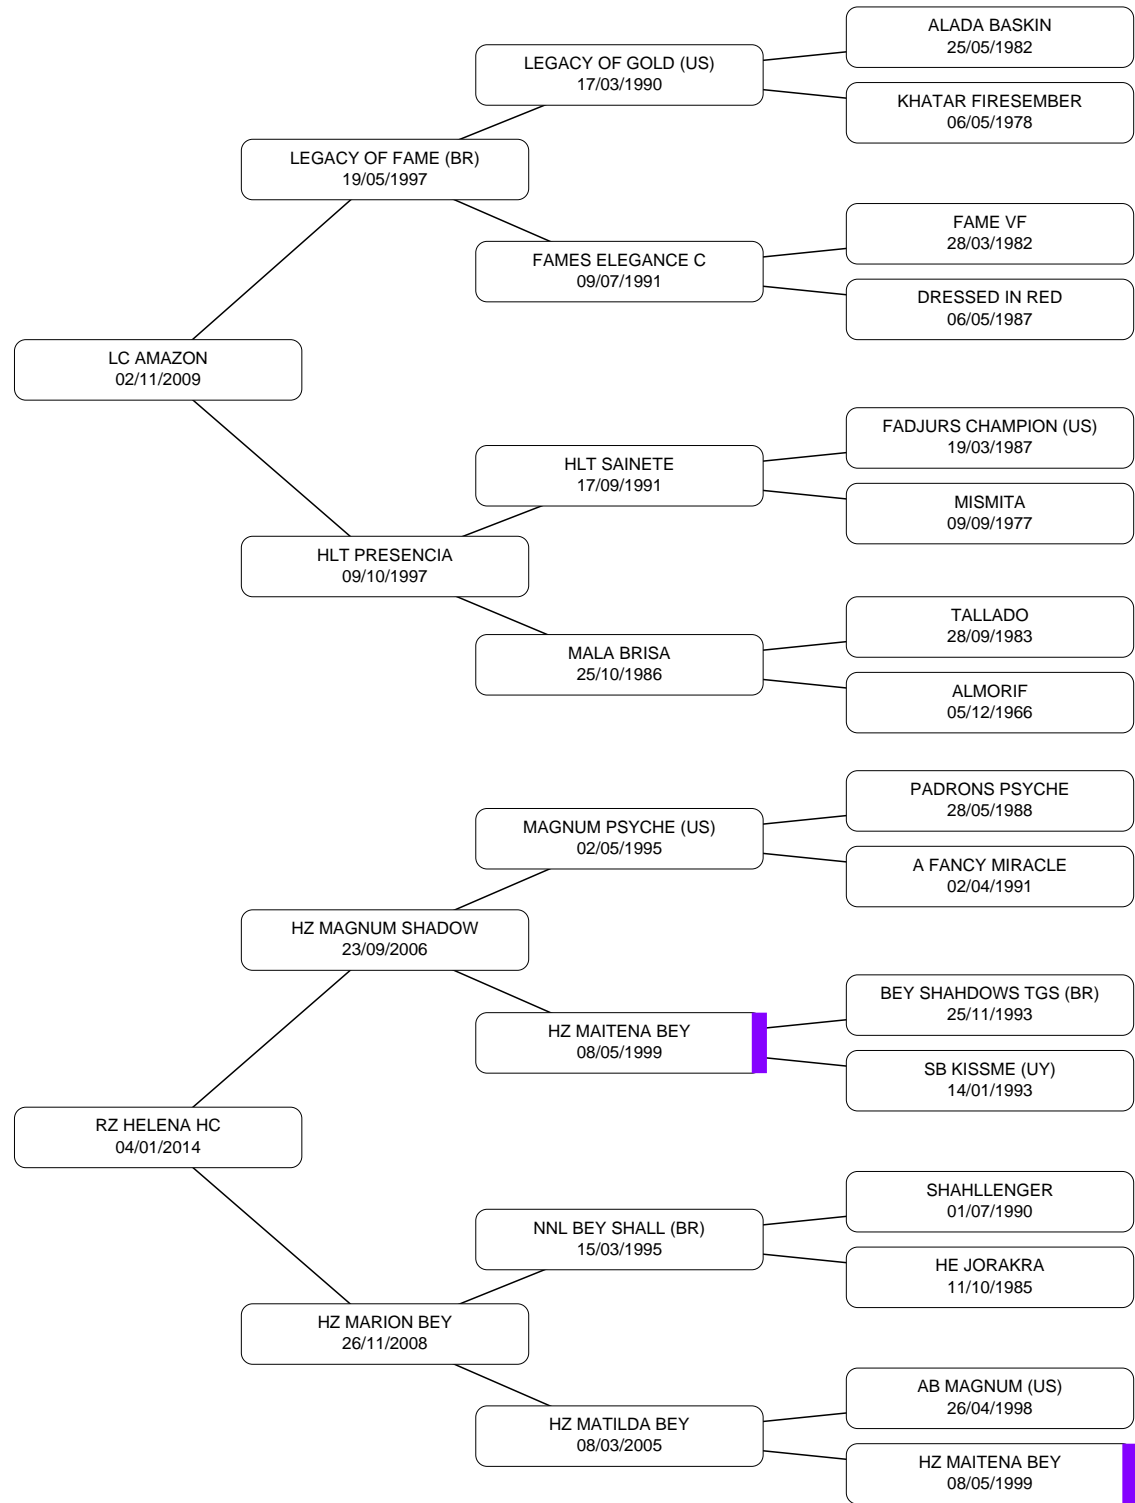 ALADA BASKIN
25/05/1982
LEGACY OF GOLD (US)
17/03/1990
KHATAR FIRESEMBER
06/05/1978
LEGACY OF FAME (BR)
19/05/1997
FAME VF
28/03/1982
FAMES ELEGANCE C
09/07/1991
DRESSED IN RED
06/05/1987
LC AMAZON
02/11/2009
FADJURS CHAMPION (US)
19/03/1987
HLT SAINETE
17/09/1991
MISMITA
09/09/1977
HLT PRESENCIA
09/10/1997
TALLADO
28/09/1983
MALA BRISA
25/10/1986
ALMORIF
05/12/1966
PADRONS PSYCHE
28/05/1988
MAGNUM PSYCHE (US)
02/05/1995
A FANCY MIRACLE
02/04/1991
HZ MAGNUM SHADOW
23/09/2006
BEY SHAHDOWS TGS (BR)
25/11/1993
HZ MAITENA BEY
08/05/1999
SB KISSME (UY)
14/01/1993
RZ HELENA HC
04/01/2014
SHAHLLENGER
01/07/1990
NNL BEY SHALL (BR)
15/03/1995
HE JORAKRA
11/10/1985
HZ MARION BEY
26/11/2008
AB MAGNUM (US)
26/04/1998
HZ MATILDA BEY
08/03/2005
HZ MAITENA BEY
08/05/1999